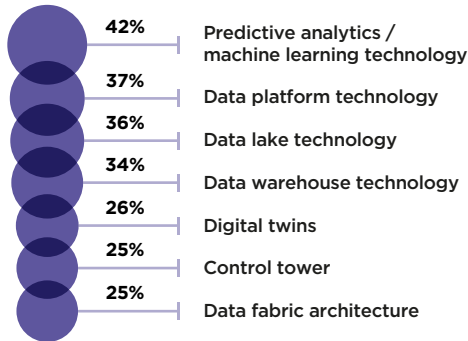 42%
Predictive analytics /
machine learning technology
37%
Data platform technology
36%
Data lake technology
34%
Data warehouse technology
26%
Digital twins
25%
Control tower
25%
Data fabric architecture